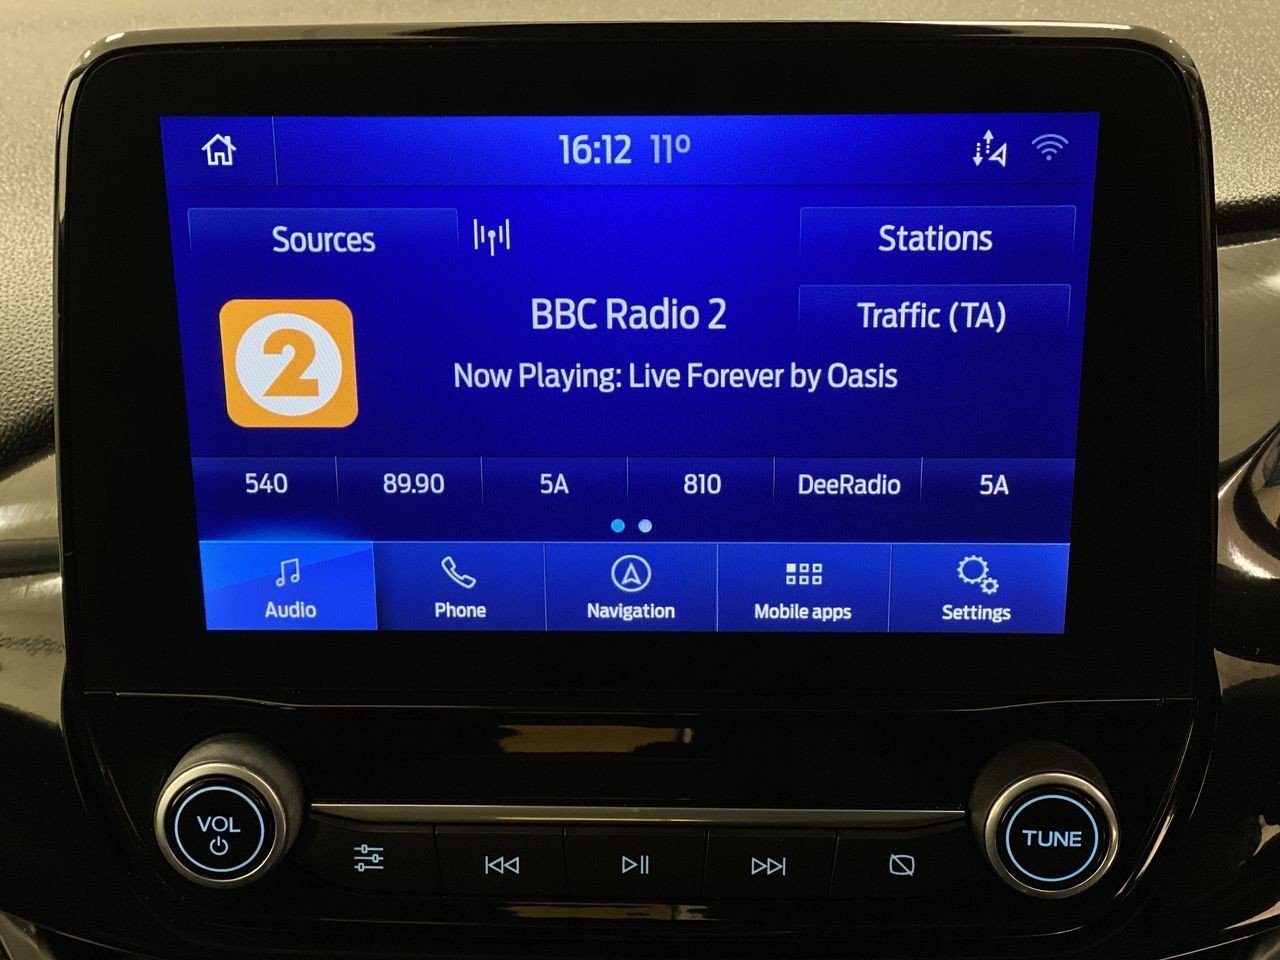 16:12 11º
Sources
Stations
BBC Radio 2
Traffic (TA)
2
Now Playing: Live Forever by Oasis
540 89.90 5A 810 DeeRadio 5A
Audio Phone Navigation Mobile apps Settings
VOL
TUNE